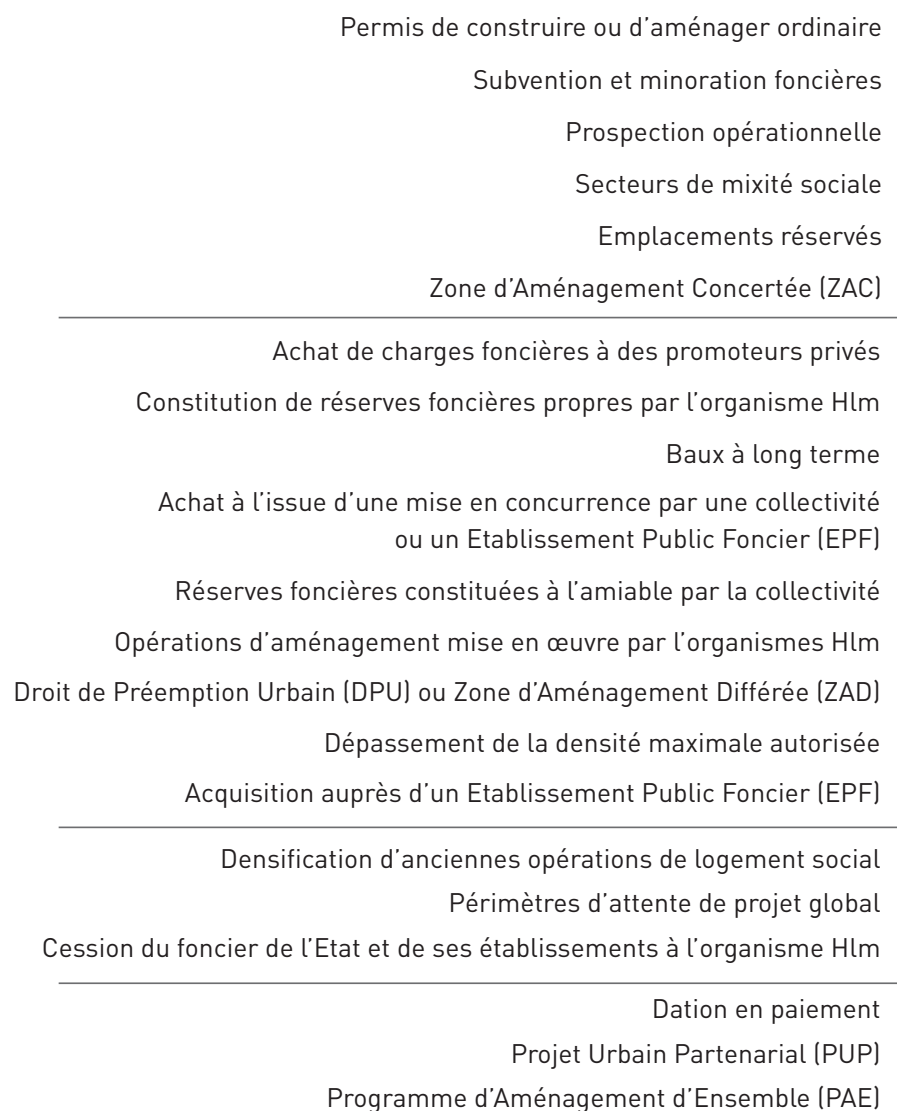 Permis de construire ou d’aménager ordinaire
Subvention et minoration foncières
Prospection opérationnelle
Secteurs de mixité sociale
Emplacements réservés
Zone d’Aménagement Concertée (ZAC)
Achat de charges foncières à des promoteurs privés
Constitution de réserves foncières propres par l’organisme Hlm
Baux à long terme
Achat à l’issue d’une mise en concurrence par une collectivité
ou un Etablissement Public Foncier (EPF)
Réserves foncières constituées à l’amiable par la collectivité
Opérations d’aménagement mise en œuvre par l’organismes Hlm
Droit de Préemption Urbain (DPU) ou Zone d’Aménagement Différée (ZAD)
Dépassement de la densité maximale autorisée
Acquisition auprès d’un Etablissement Public Foncier (EPF)
Densification d’anciennes opérations de logement social
Périmètres d’attente de projet global
Cession du foncier de l’Etat et de ses établissements à l’organisme Hlm
Dation en paiement
Projet Urbain Partenarial (PUP)
Programme d’Aménagement d’Ensemble (PAE)